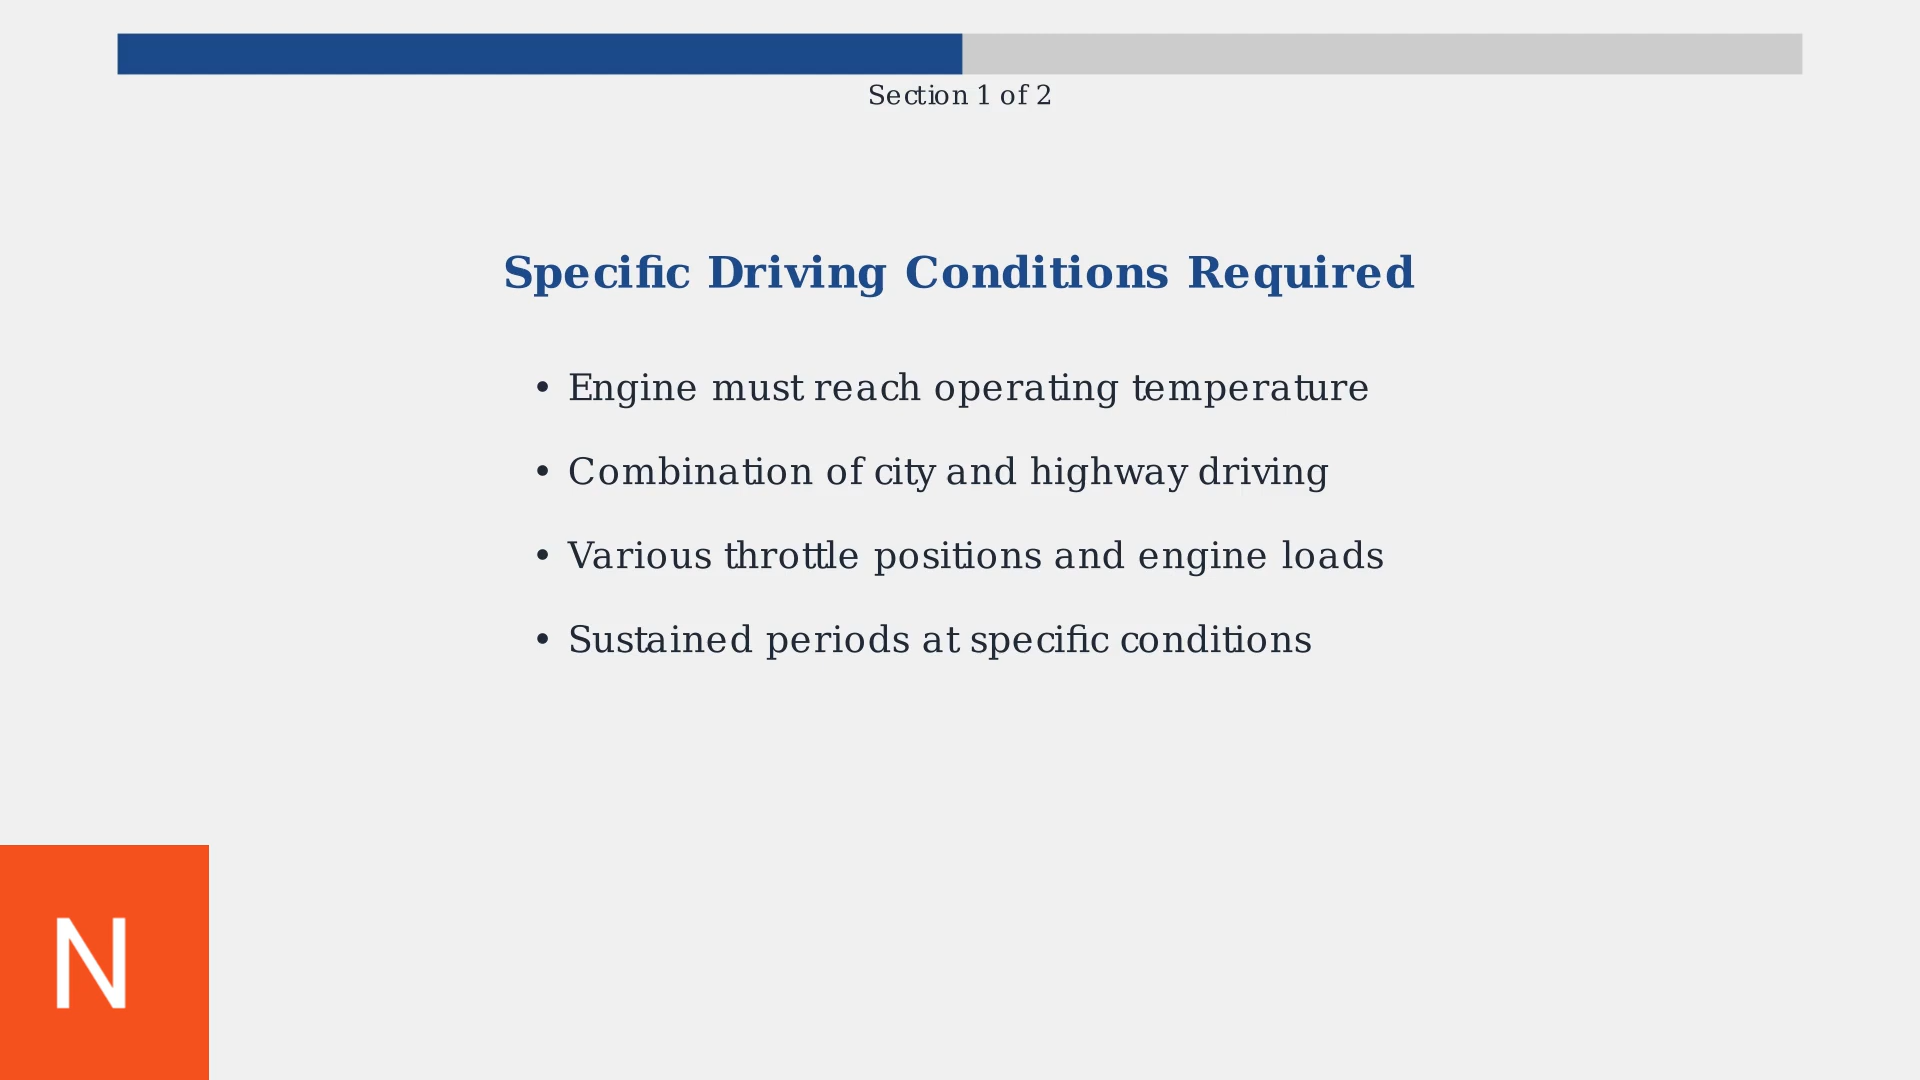 Section 1 of 2
Specific Driving Conditions Required
• Engine must reach operating temperature
• Combination of city and highway driving
• Various throttle positions and engine loads
• Sustained periods at specific conditions
N